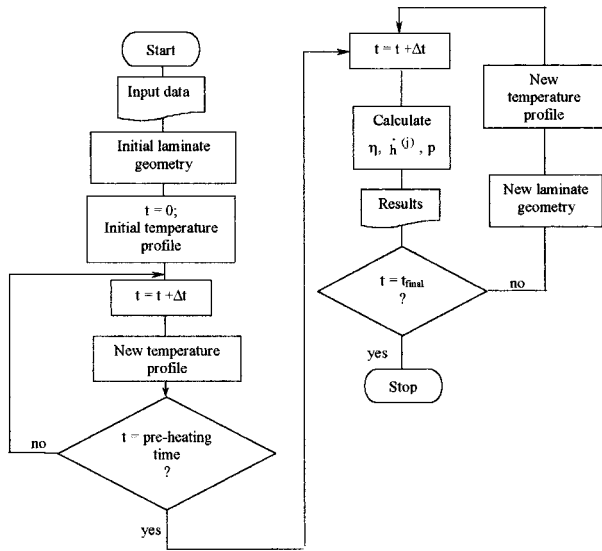 Start
Input data
Initial laminate
geometry
t = 0;
Initial temperature
profile
t = t +Δt
New temperature
profile
t = pre-heating
time
?
no
yes
t = t +Δt
Calculate
η, ḣ⁽ʲ⁾, p
Results
t = t_final
?
no
yes
Stop
New
temperature
profile
New laminate
geometry